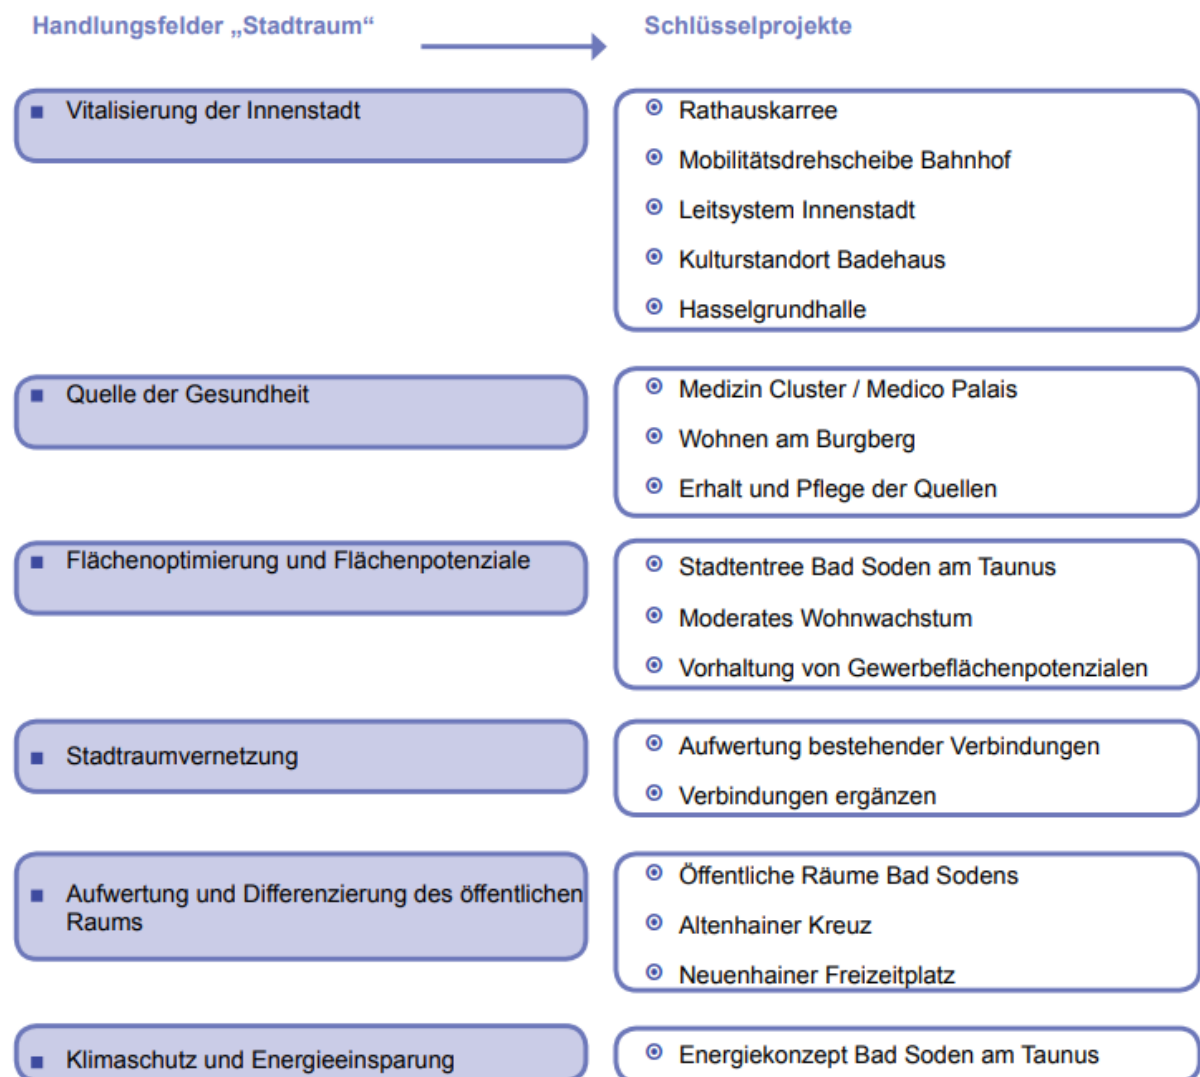 Handlungsfelder „Stadtraum“
Schlüsselprojekte
Vitalisierung der Innenstadt
Rathauskarree
Mobilitätsdrehscheibe Bahnhof
Leitsystem Innenstadt
Kulturstandort Badehaus
Hasselgrundhalle
Quelle der Gesundheit
Medizin Cluster / Medico Palais
Wohnen am Burgberg
Erhalt und Pflege der Quellen
Flächenoptimierung und Flächenpotenziale
Stadtentree Bad Soden am Taunus
Moderates Wohnwachstum
Vorhaltung von Gewerbeflächenpotenzialen
Stadtraumvernetzung
Aufwertung bestehender Verbindungen
Verbindungen ergänzen
Aufwertung und Differenzierung des öffentlichen
Raums
Öffentliche Räume Bad Sodens
Altenhainer Kreuz
Neuenhainer Freizeitplatz
Klimaschutz und Energieeinsparung
Energiekonzept Bad Soden am Taunus